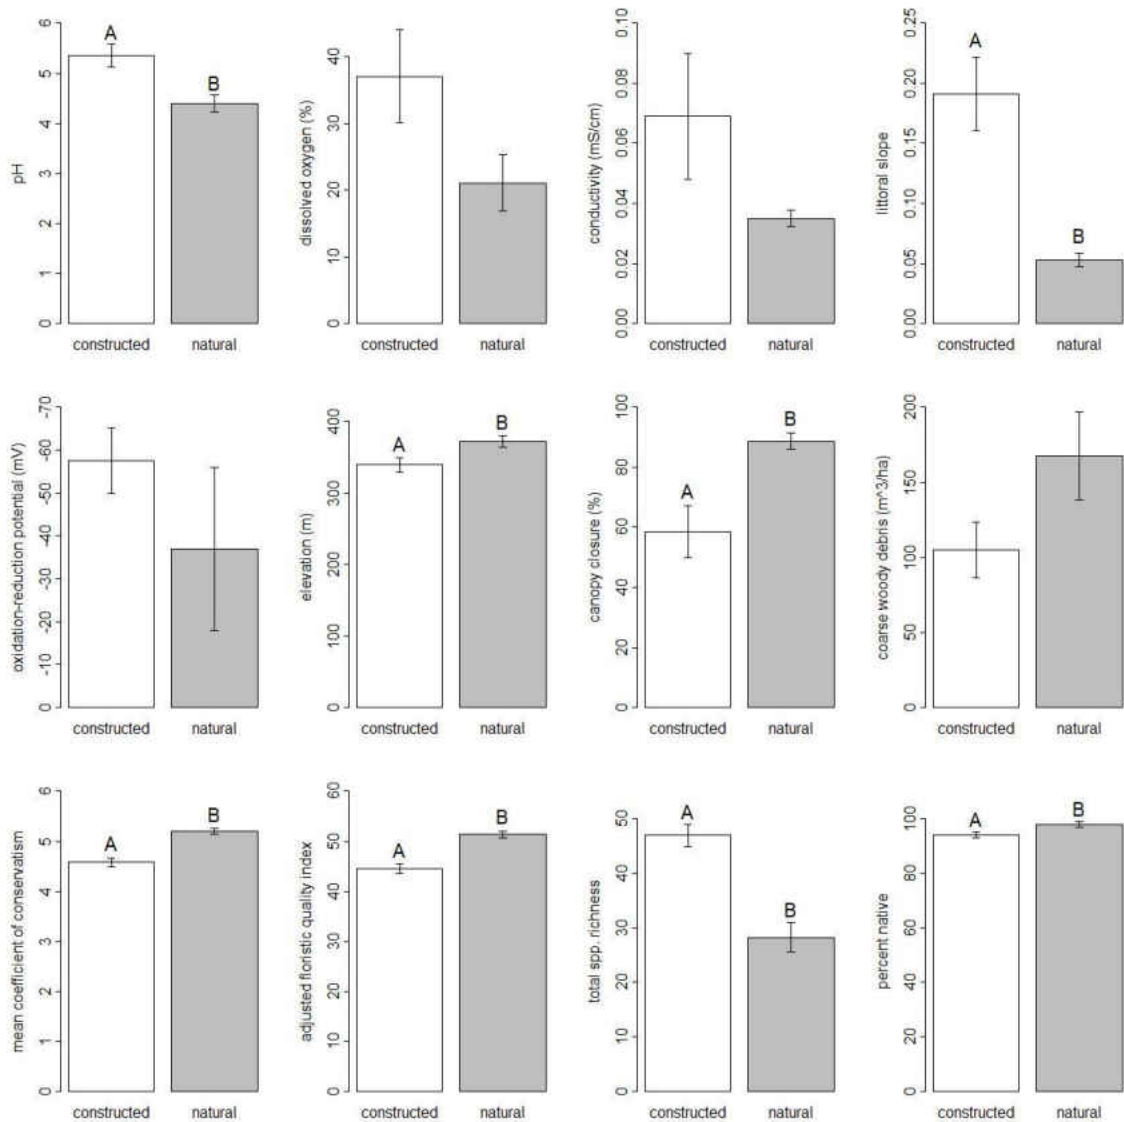 pH
0 1 2 3 4 5 6
A
B
constructed natural
dissolved oxygen (%)
0 10 20 30 40
constructed natural
conductivity (mS/cm)
0.00 0.02 0.04 0.06 0.08 0.10
constructed natural
littoral slope
0.00 0.05 0.10 0.15 0.20 0.25
A
B
constructed natural
oxidation-reduction potential (mV)
0 -10 -20 -30 -40 -50 -60 -70
constructed natural
elevation (m)
0 100 200 300 400
A
B
constructed natural
canopy closure (%)
0 20 40 60 80 100
A
B
constructed natural
coarse woody debris (m^3/ha)
0 50 100 150 200
constructed natural
mean coefficient of conservatism
0 1 2 3 4 5 6
A
B
constructed natural
adjusted floristic quality index
0 10 20 30 40 50 60
A
B
constructed natural
total spp. richness
0 10 20 30 40 50
A
B
constructed natural
percent native
0 20 40 60 80 100
A
B
constructed natural